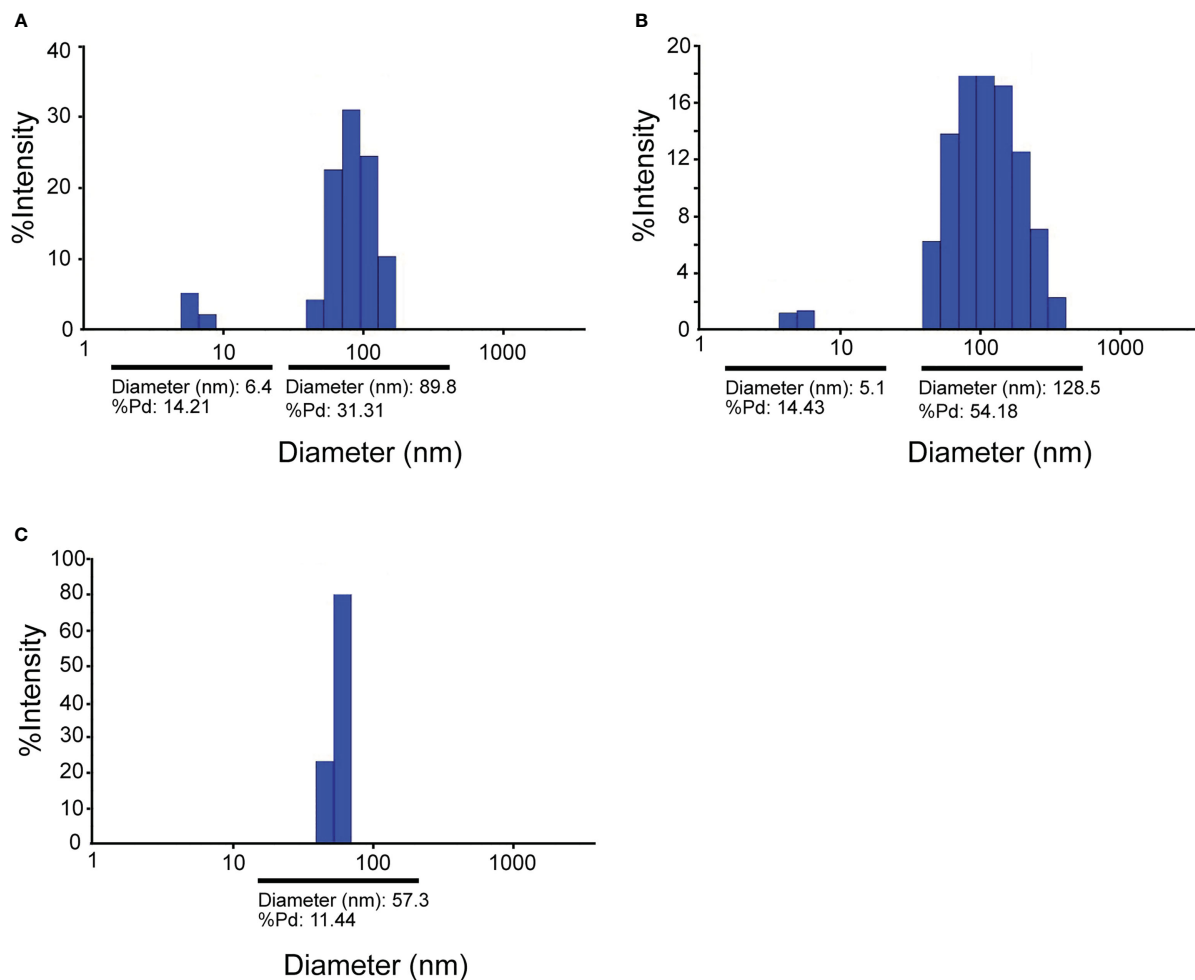 A
%Intensity
40
30
20
10
0
1
10
100
1000
Diameter (nm): 6.4
%Pd: 14.21
Diameter (nm): 89.8
%Pd: 31.31
Diameter (nm)
B
%Intensity
20
16
12
8
4
0
1
10
100
1000
Diameter (nm): 5.1
%Pd: 14.43
Diameter (nm): 128.5
%Pd: 54.18
Diameter (nm)
C
%Intensity
100
80
60
50
40
30
20
10
0
1
10
100
1000
Diameter (nm): 57.3
%Pd: 11.44
Diameter (nm)